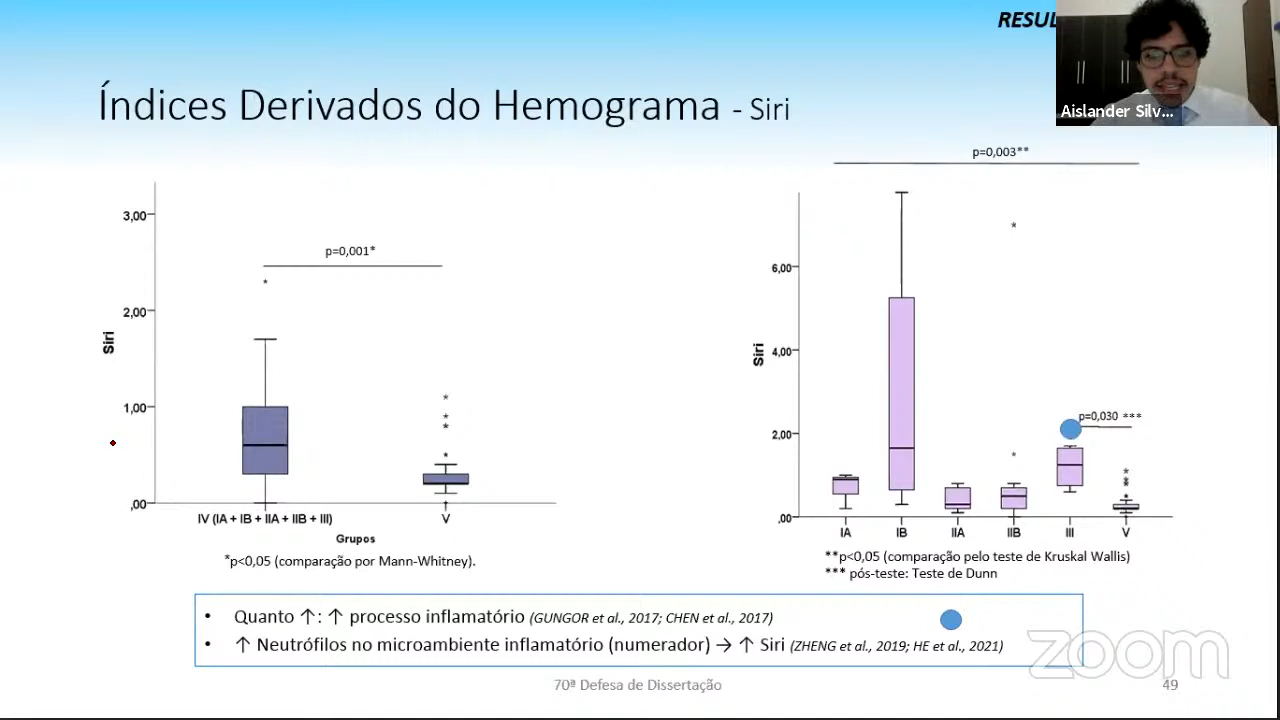 RESUL
Aislander Silv...
Índices Derivados do Hemograma - Siri
p=0,001*
3,00
2,00
1,00
,00
Siri
*
*
*
*
*
*
IV (IA + IB + IIA + IIB + III)
V
Grupos
*p<0,05 (comparação por Mann-Whitney).
p=0,003**
6,00
4,00
2,00
,00
Siri
*
*
p=0,030 ***
*
*
*
*
IA
IB
IIA
IIB
III
V
**p<0,05 (comparação pelo teste de Kruskal Wallis)
*** pós-teste: Teste de Dunn
• Quanto ↑: ↑ processo inflamatório (GUNGOR et al., 2017; CHEN et al., 2017)
• ↑ Neutrófilos no microambiente inflamatório (numerador) → ↑ Siri (ZHENG et al., 2019; HE et al., 2021)
zoom
70ª Defesa de Dissertação
49